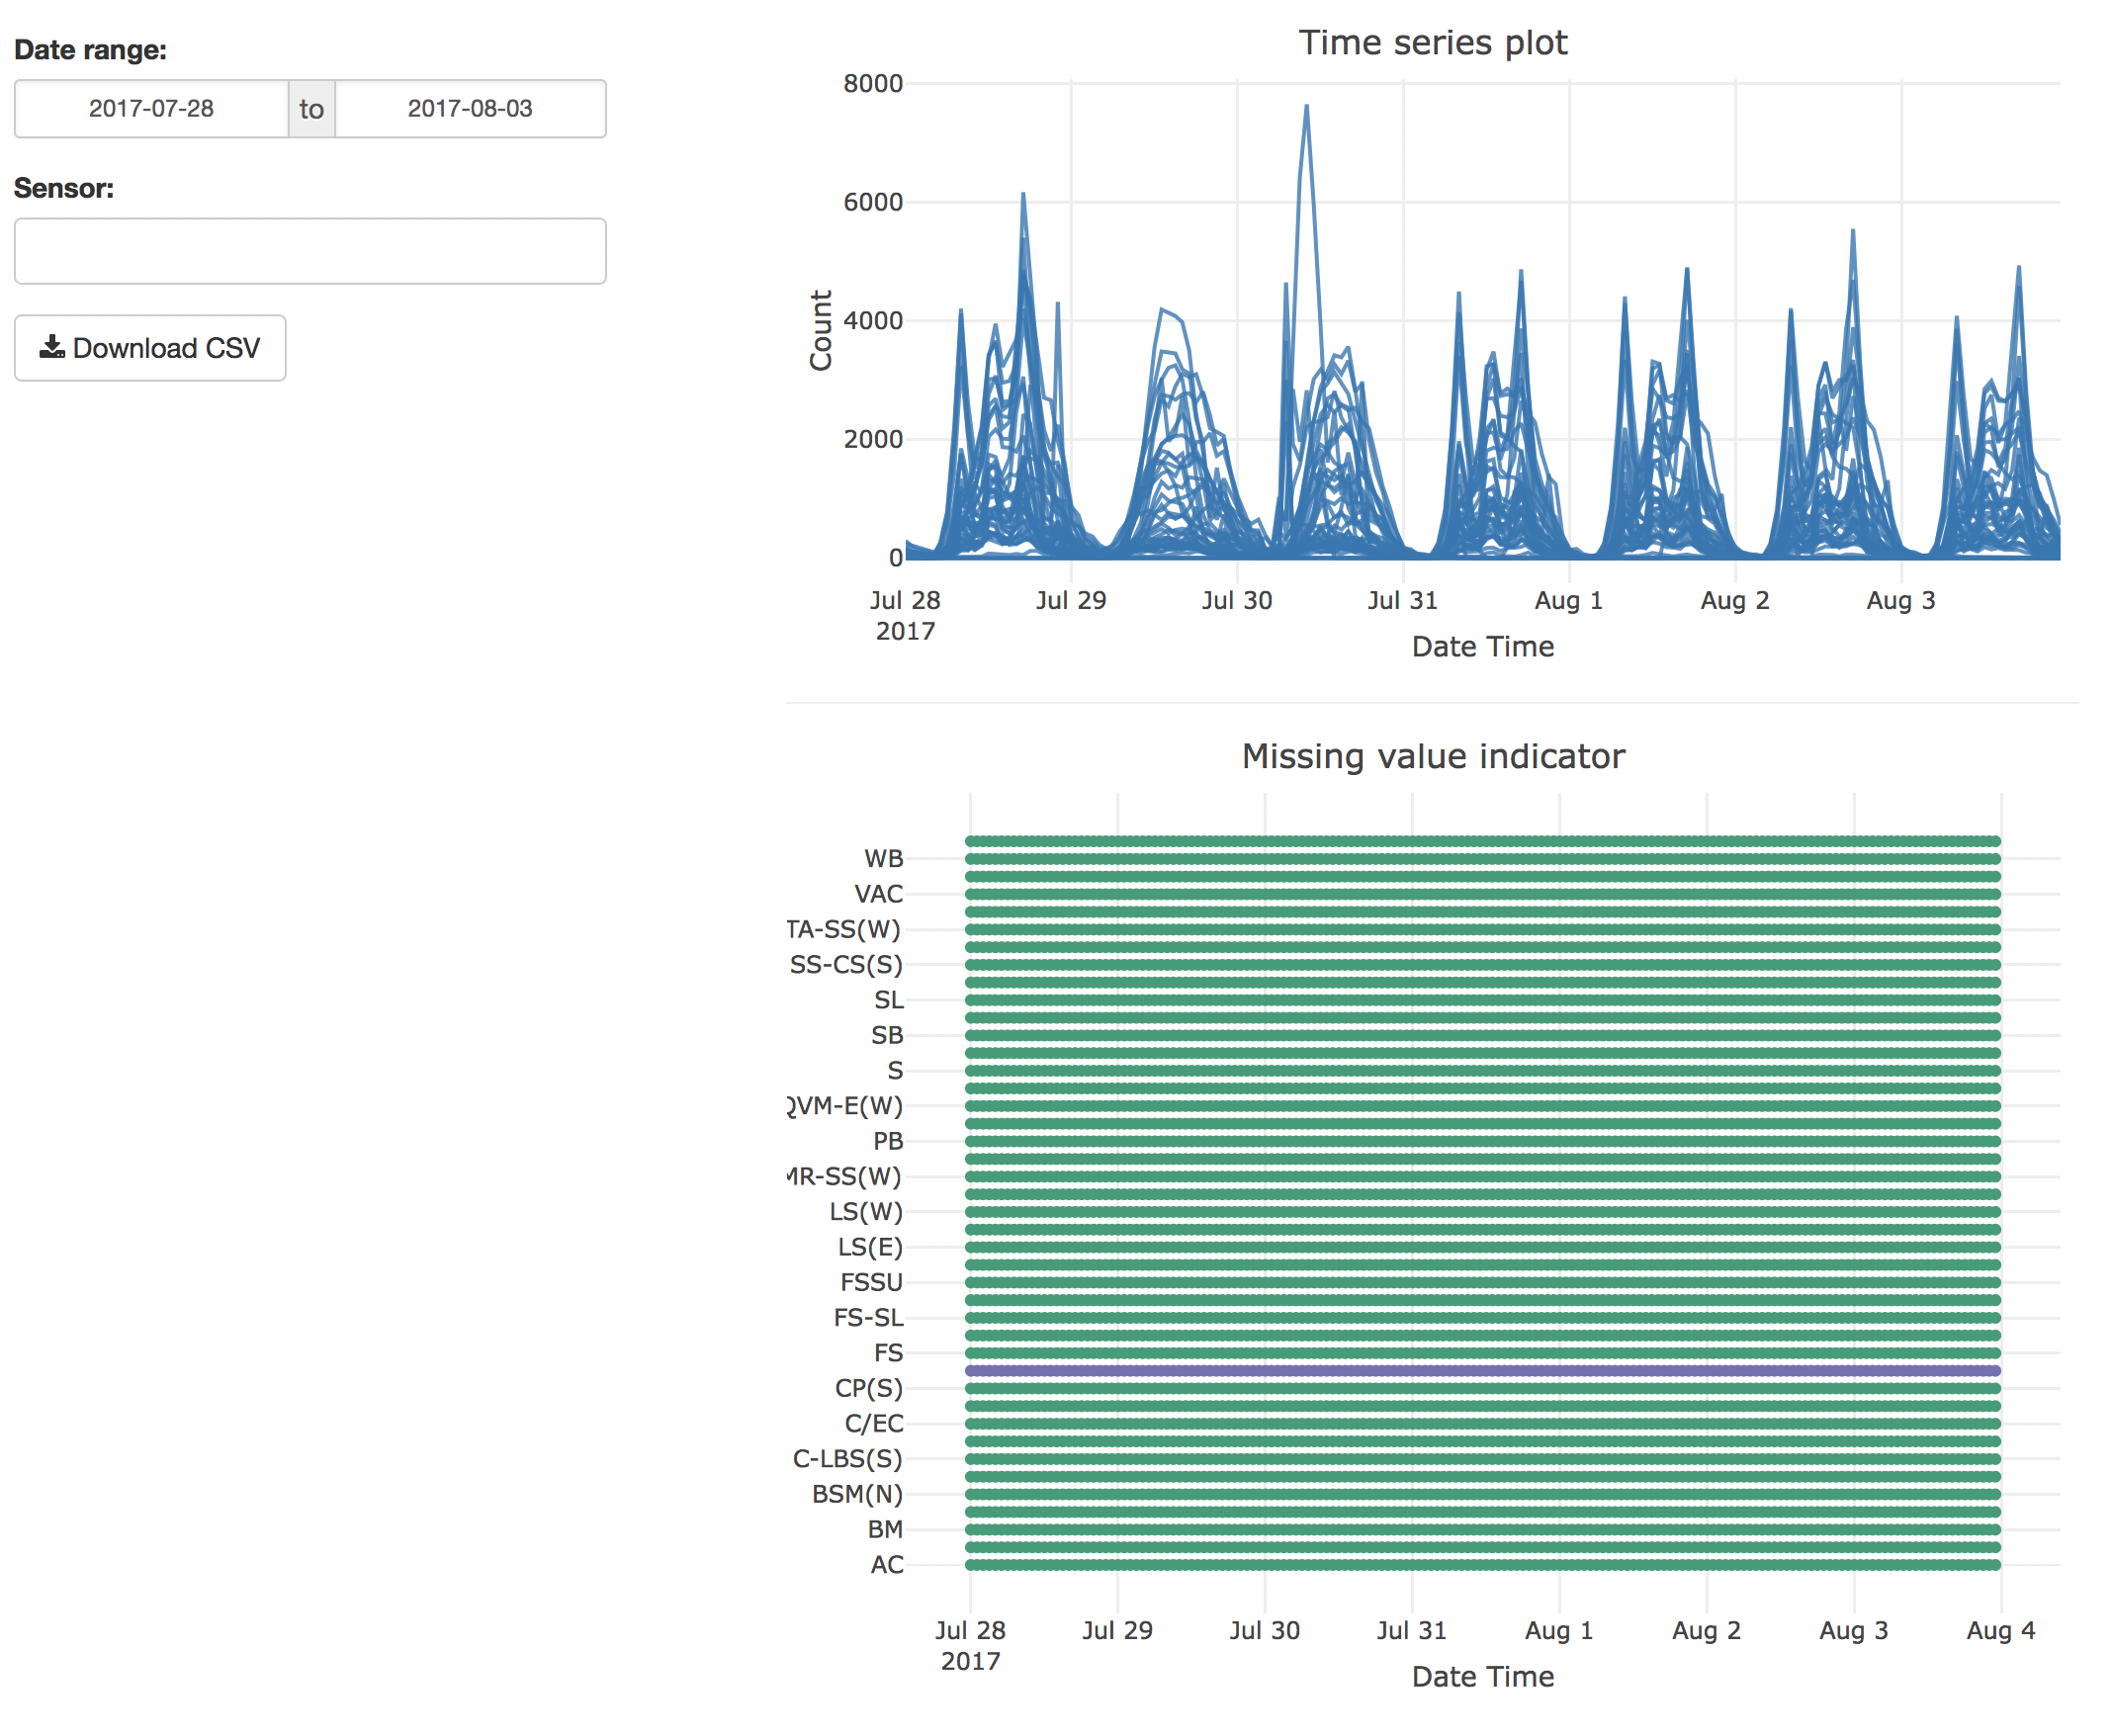 Date range:
2017-07-28 to 2017-08-03
Sensor:
Download CSV
Time series plot
8000
6000
4000
2000
0
Count
Jul 28 Jul 29 Jul 30 Jul 31 Aug 1 Aug 2 Aug 3
2017
Date Time
Missing value indicator
WB
VAC
TA-SS(W)
SS-CS(S)
SL
SB
S
QVM-E(W)
PB
MR-SS(W)
LS(W)
LS(E)
FSSU
FS-SL
FS
CP(S)
C/EC
C-LBS(S)
BSM(N)
BM
AC
Jul 28 Jul 29 Jul 30 Jul 31 Aug 1 Aug 2 Aug 3 Aug 4
2017
Date Time